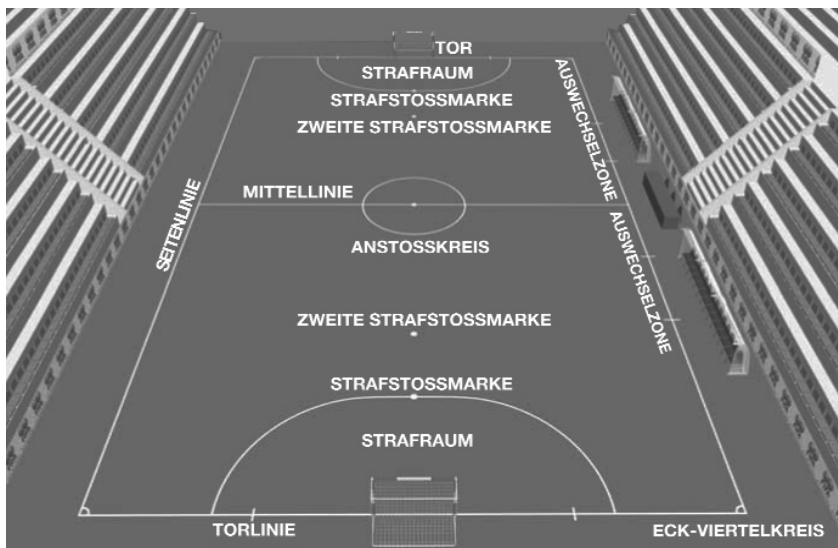 TOR
STRAFRAUM
STRAFSTOSSMARKE
ZWEITE STRAFSTOSSMARKE
AUSWECHSELZONE
MITTELLINIE
SEITENLINIE
ANSTOSSKREIS
AUSWECHSELZONE
ZWEITE STRAFSTOSSMARKE
STRAFSTOSSMARKE
STRAFRAUM
TORLINIE
ECK-VIERTELKREIS